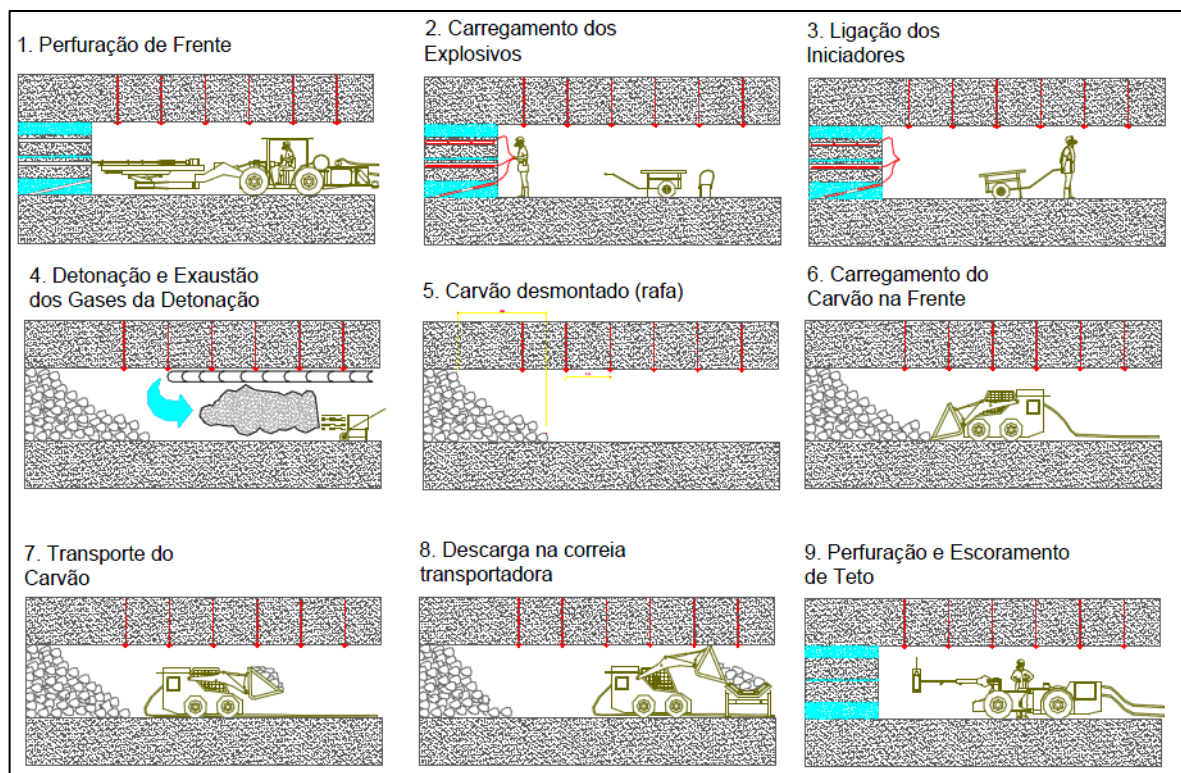 1. Perfuração de Frente
2. Carregamento dos
Explosivos
3. Ligação dos
Iniciadores
4. Detonação e Exaustão
dos Gases da Detonação
5. Carvão desmontado (rafa)
6. Carregamento do
Carvão na Frente
7. Transporte do
Carvão
8. Descarga na correia
transportadora
9. Perfuração e Escoramento
de Teto